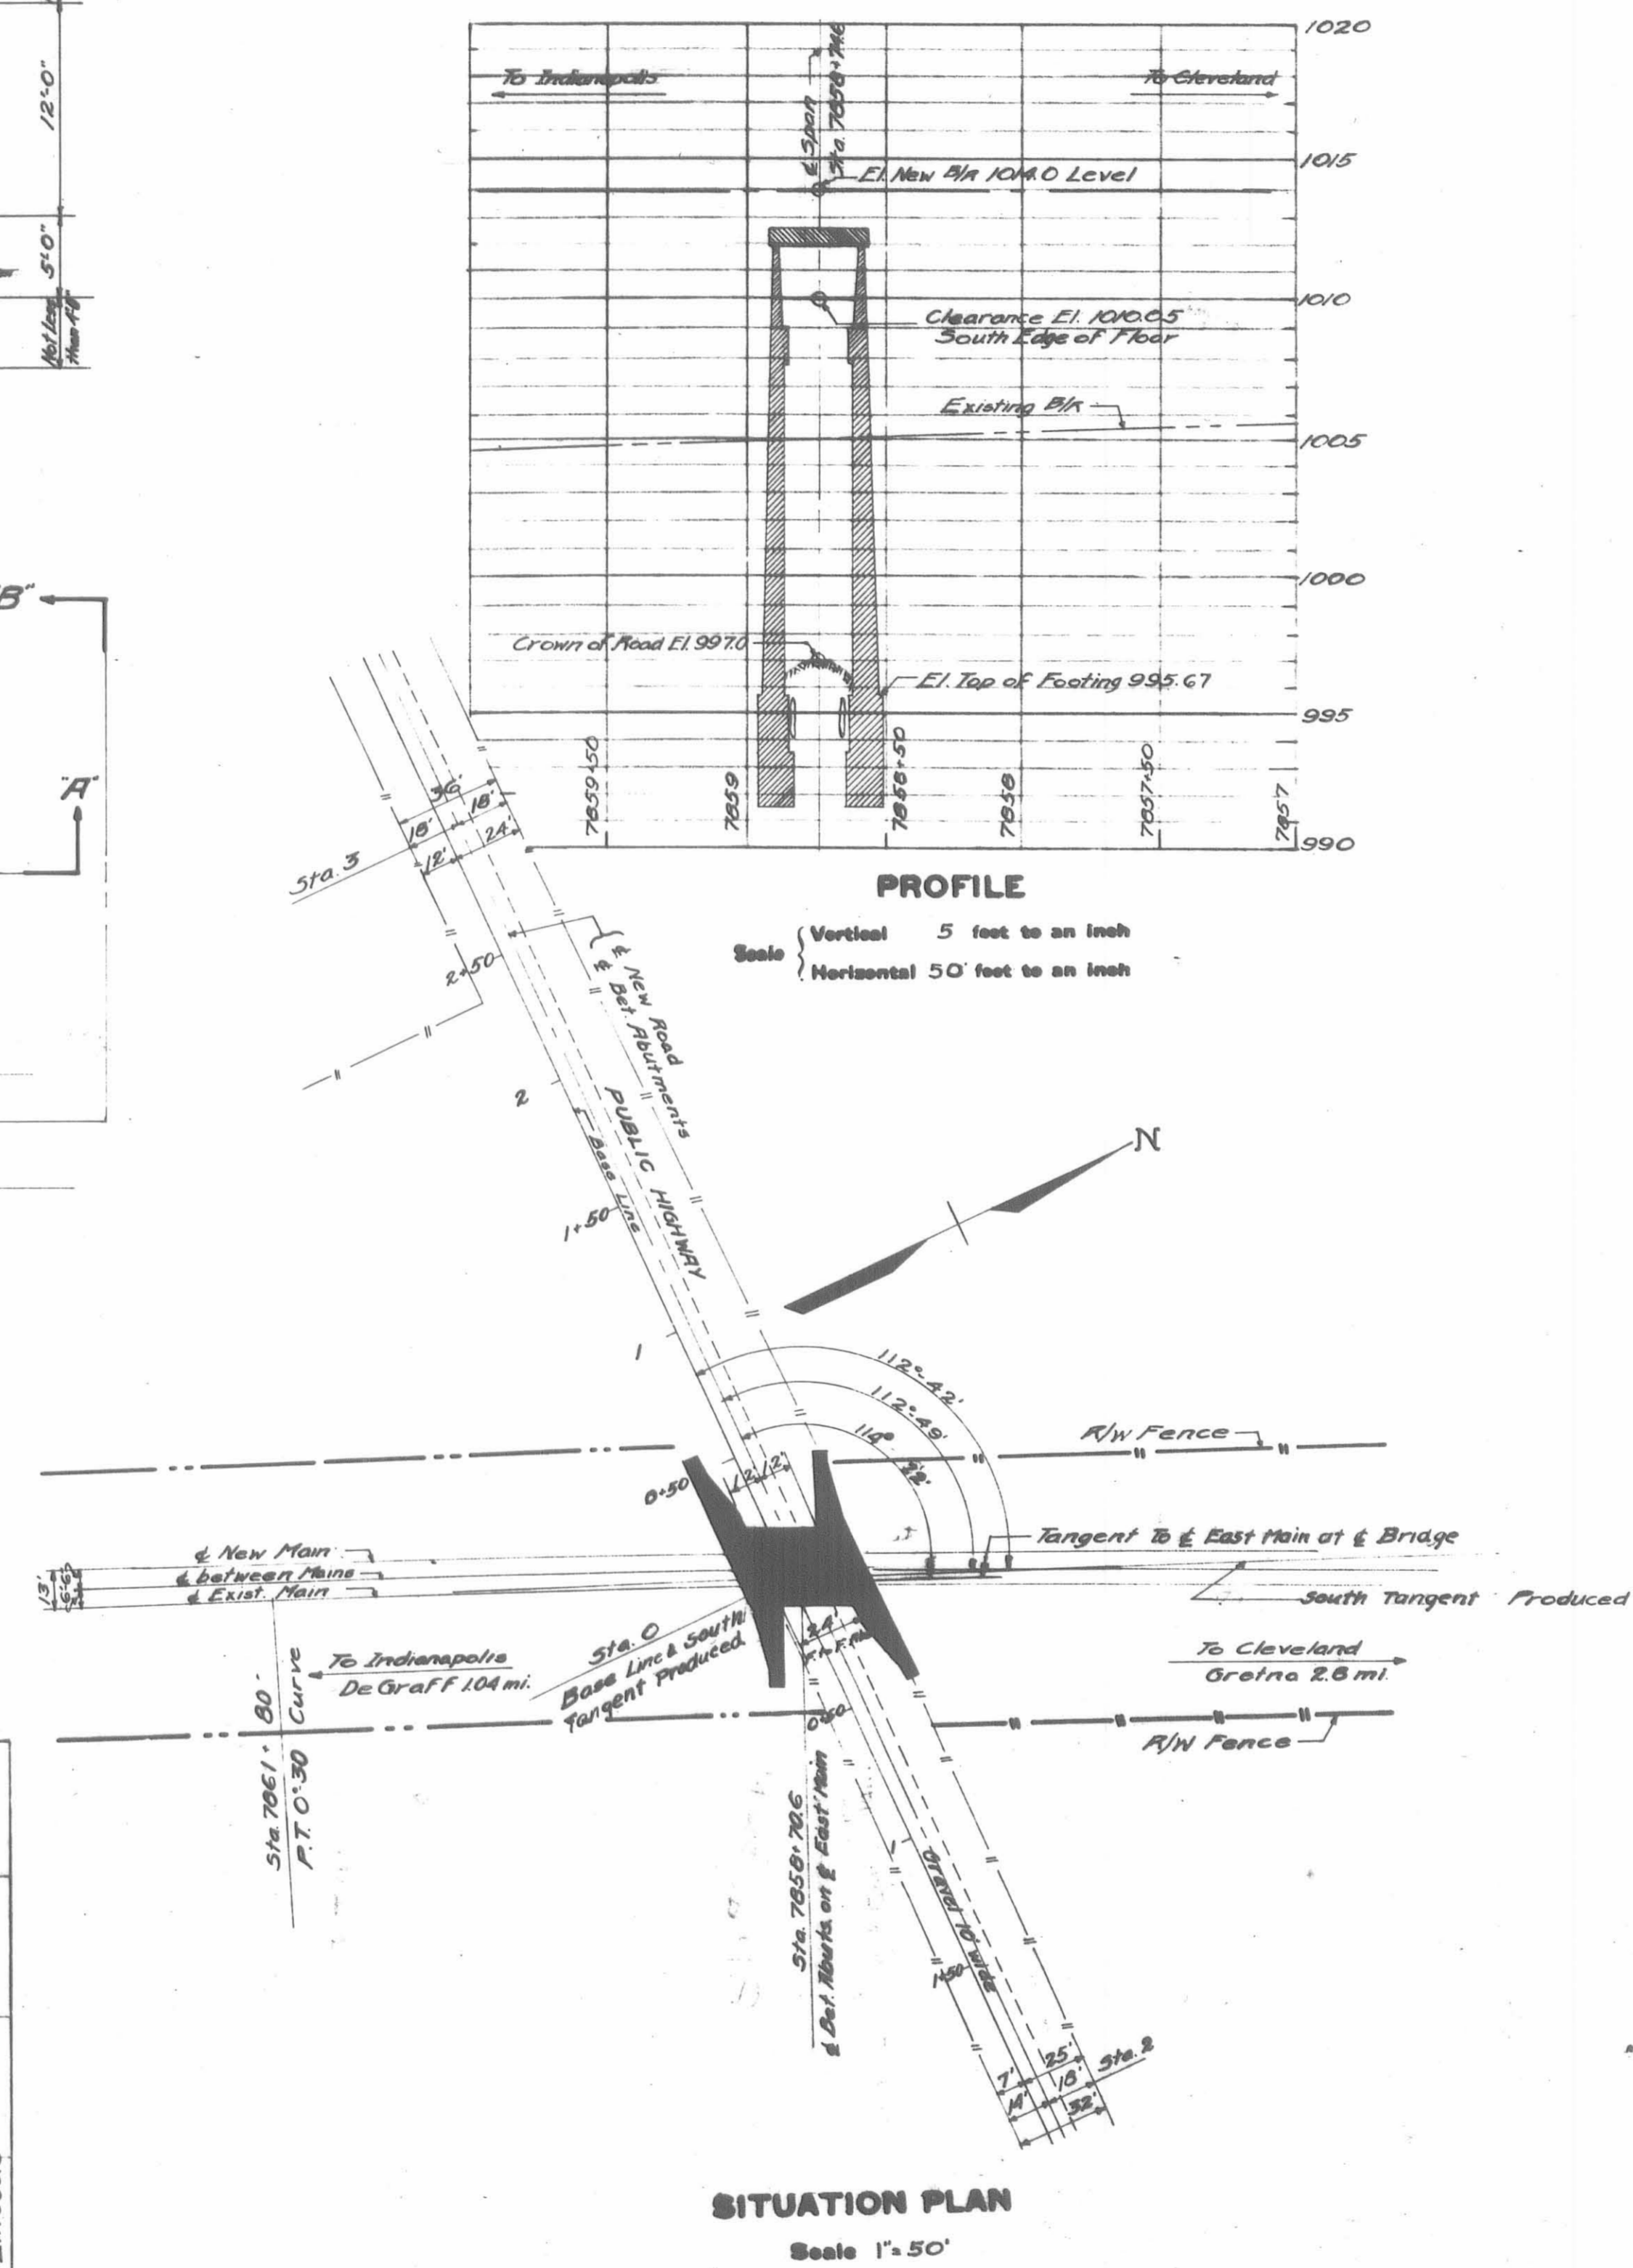 12'-0"
5'-0"
Not less
than 4'-6"
"B"
"A"
1020
To Indianapolis
To Cleveland
℄ Span
Sta. 7858+74.6
1015
El. New B/R 1014.0 Level
1010
Clearance El. 1010.05
South Edge of Floor
Existing B/R
1005
1000
Crown of Road El. 997.0
El. Top of Footing 995.67
995
7859+50
7859
7858+50
7858
7857+50
7857
990
PROFILE
Scale
Vertical 5 feet to an inch
Horizontal 50 feet to an inch
36'
18'
18'
24'
12'
Sta. 3
2+50
℄ New Road
℄ Bet. Abutments
2
PUBLIC HIGHWAY
Base Line
1+50
N
1
112°-42'
112°-49'
114°
R/W Fence
0+50
12'
12'
Tangent To ℄ East Main at ℄ Bridge
℄ New Main
℄ between Mains
℄ Exist. Main
13'
6'-6"
South Tangent Produced
Sta. 0
Base Line & South
Tangent Produced
24'
F. to F. Abt.
To Indianapolis
De Graff 1.04 mi.
To Cleveland
Gretna 2.8 mi.
Sta. 7861+80
P.T. 0°-30' Curve
0+50
R/W Fence
Sta. 7858+70.6
℄ Bet. Abuts. on ℄ East Main
1
Gravel 10' wide
1+50
25'
7'
Sta. 2
18'
14'
32'
SITUATION PLAN
Scale 1"=50'